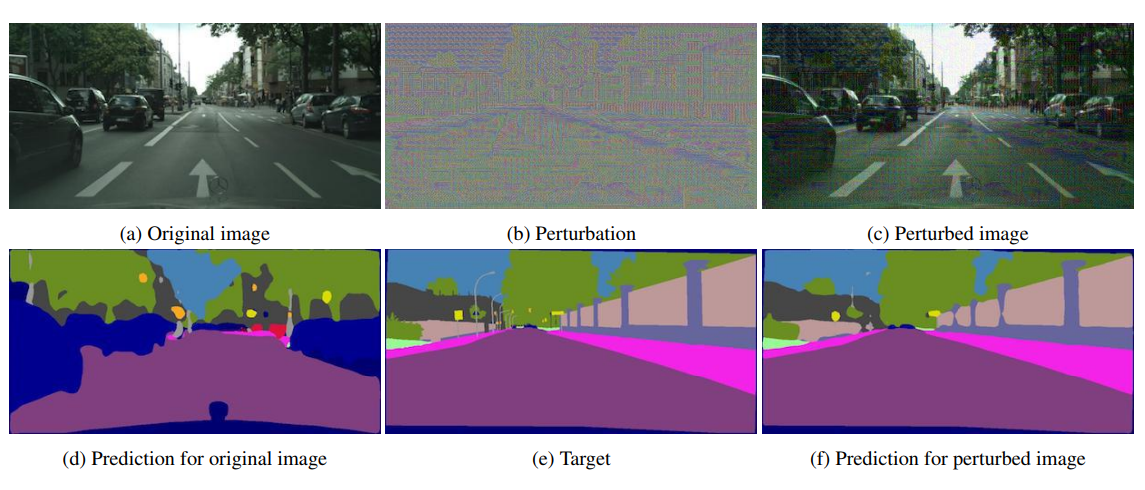 (a) Original image
(b) Perturbation
(c) Perturbed image
(d) Prediction for original image
(e) Target
(f) Prediction for perturbed image